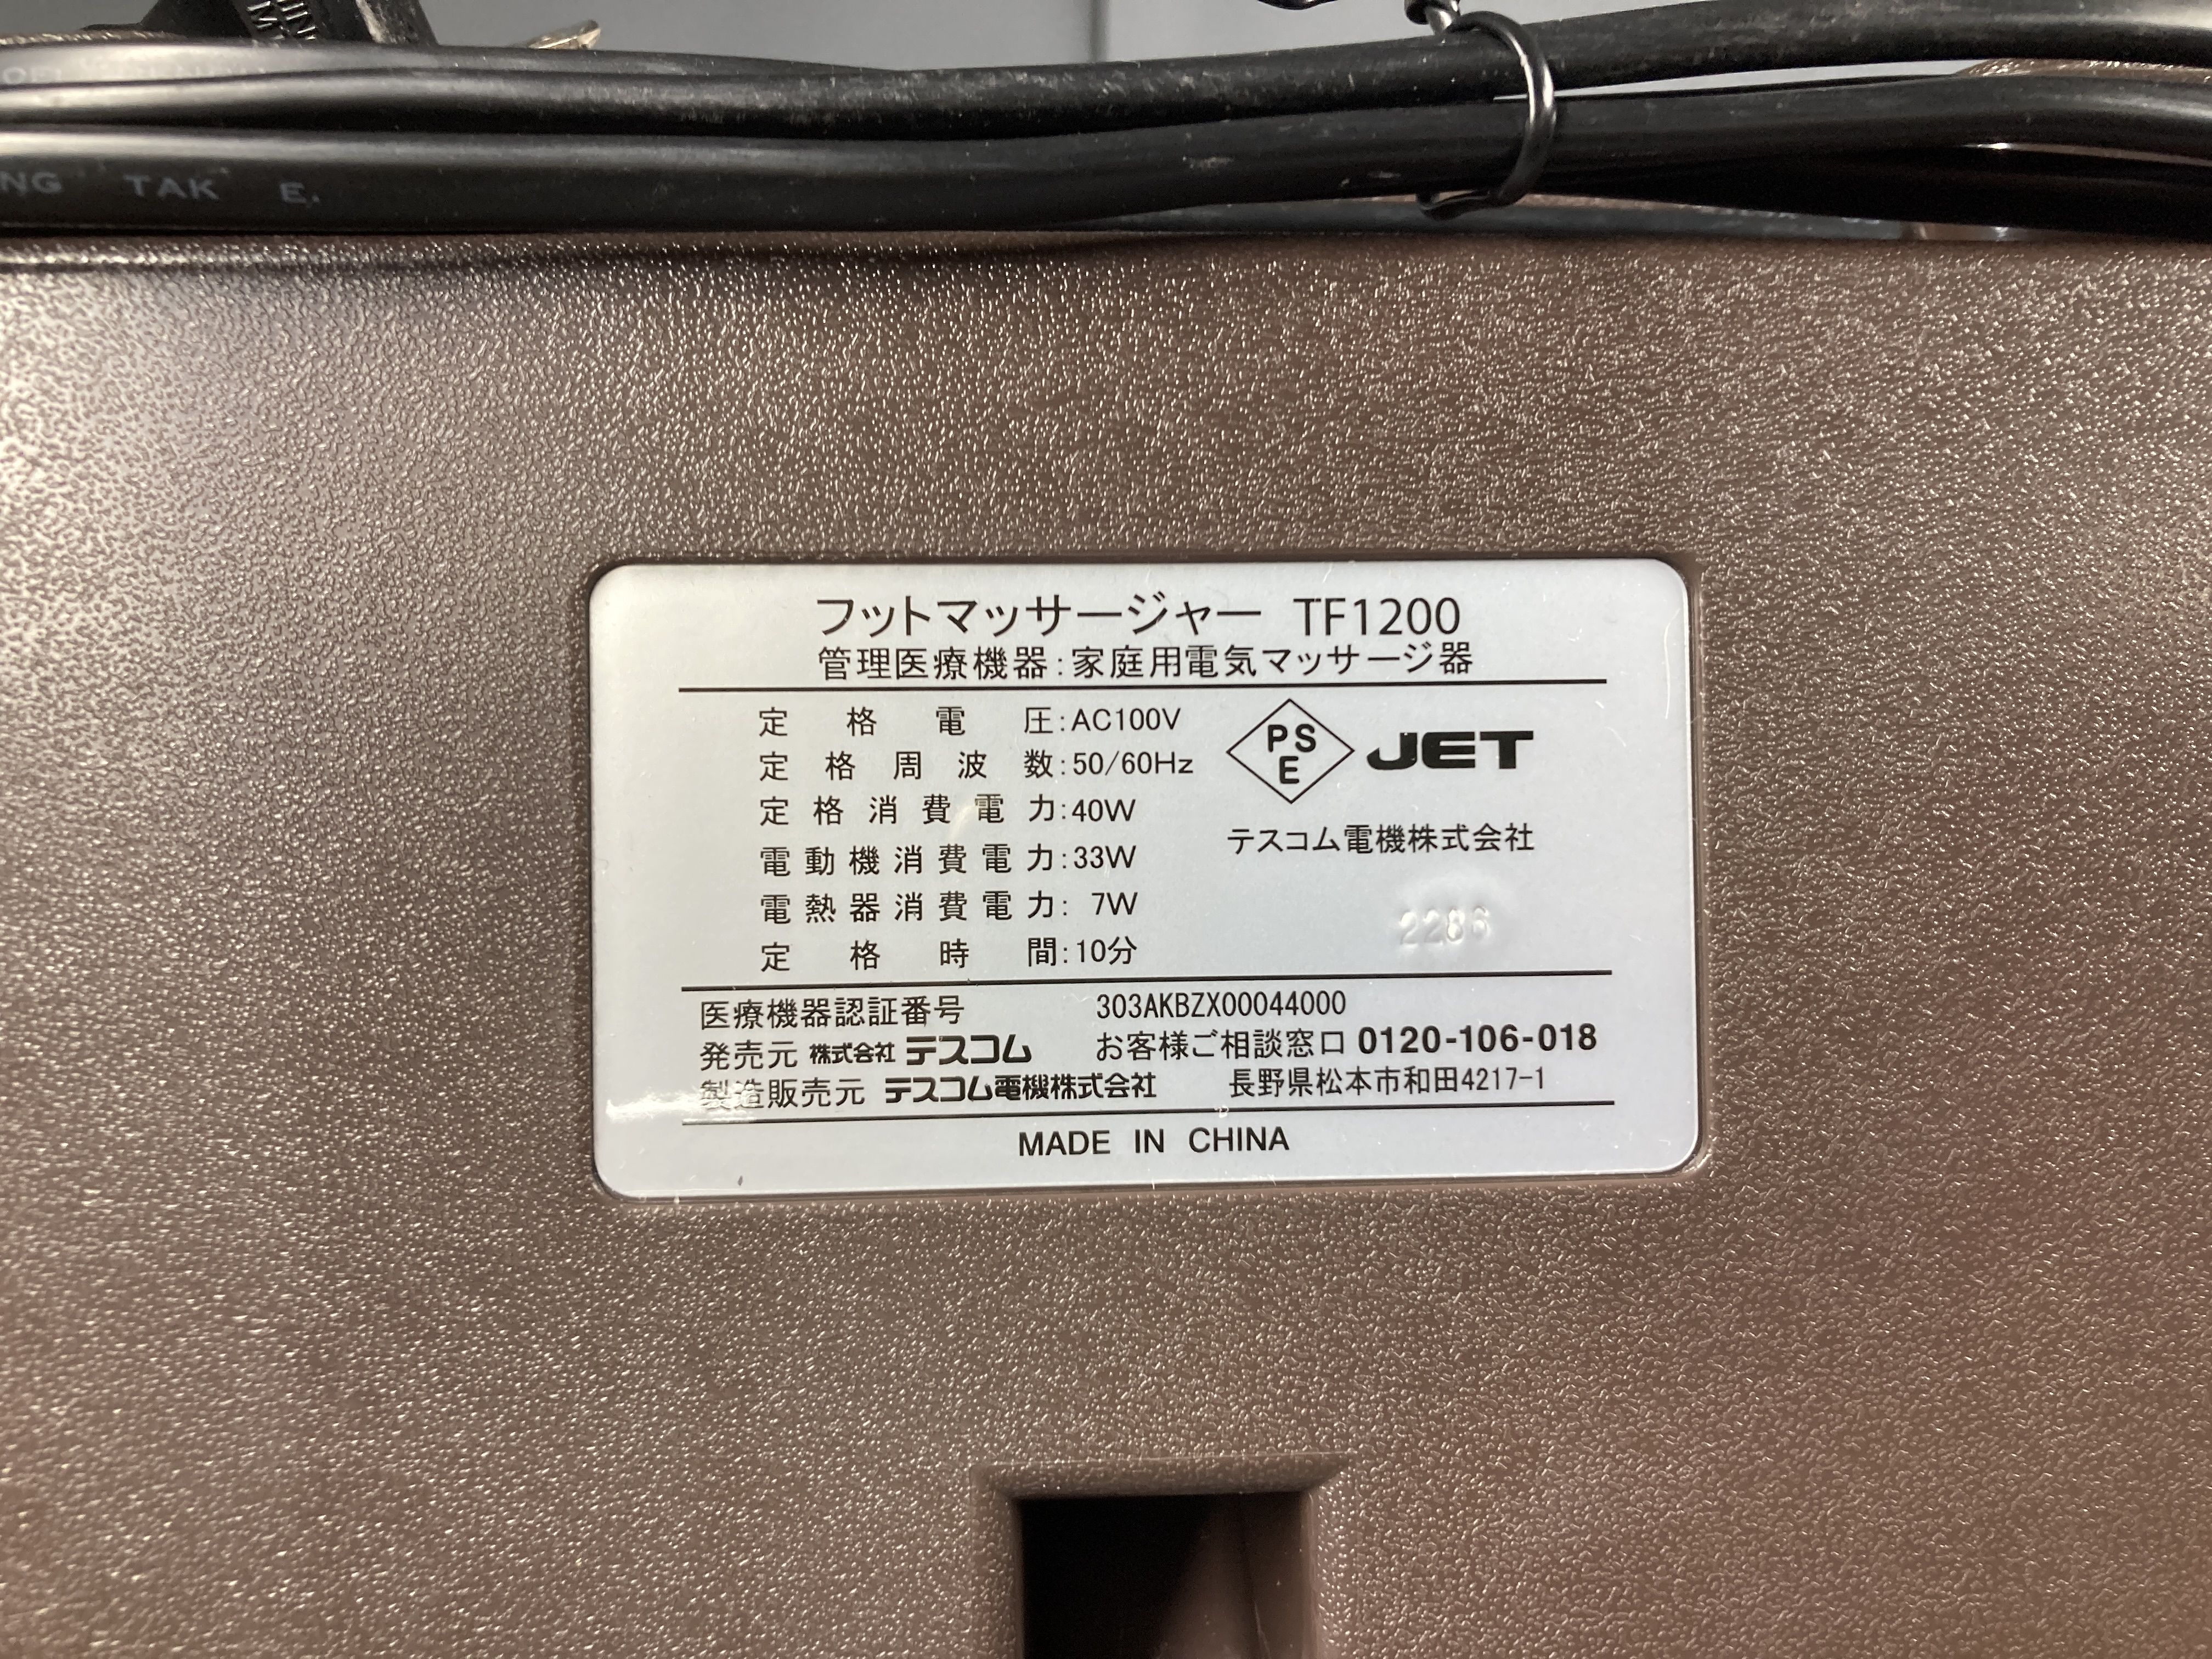 NG TAK E.
フットマッサージャー TF1200
管理医療機器:家庭用電気マッサージ器
定格電圧:AC100V
定格周波数:50/60Hz
定格消費電力:40W
電動機消費電力:33W
電熱器消費電力: 7W
定格時間:10分
PS
E
JET
テスコム電機株式会社
2286
医療機器認証番号 303AKBZX00044000
発売元 株式会社 テスコム お客様ご相談窓口 0120-106-018
製造販売元 テスコム電機株式会社 長野県松本市和田4217-1
MADE IN CHINA